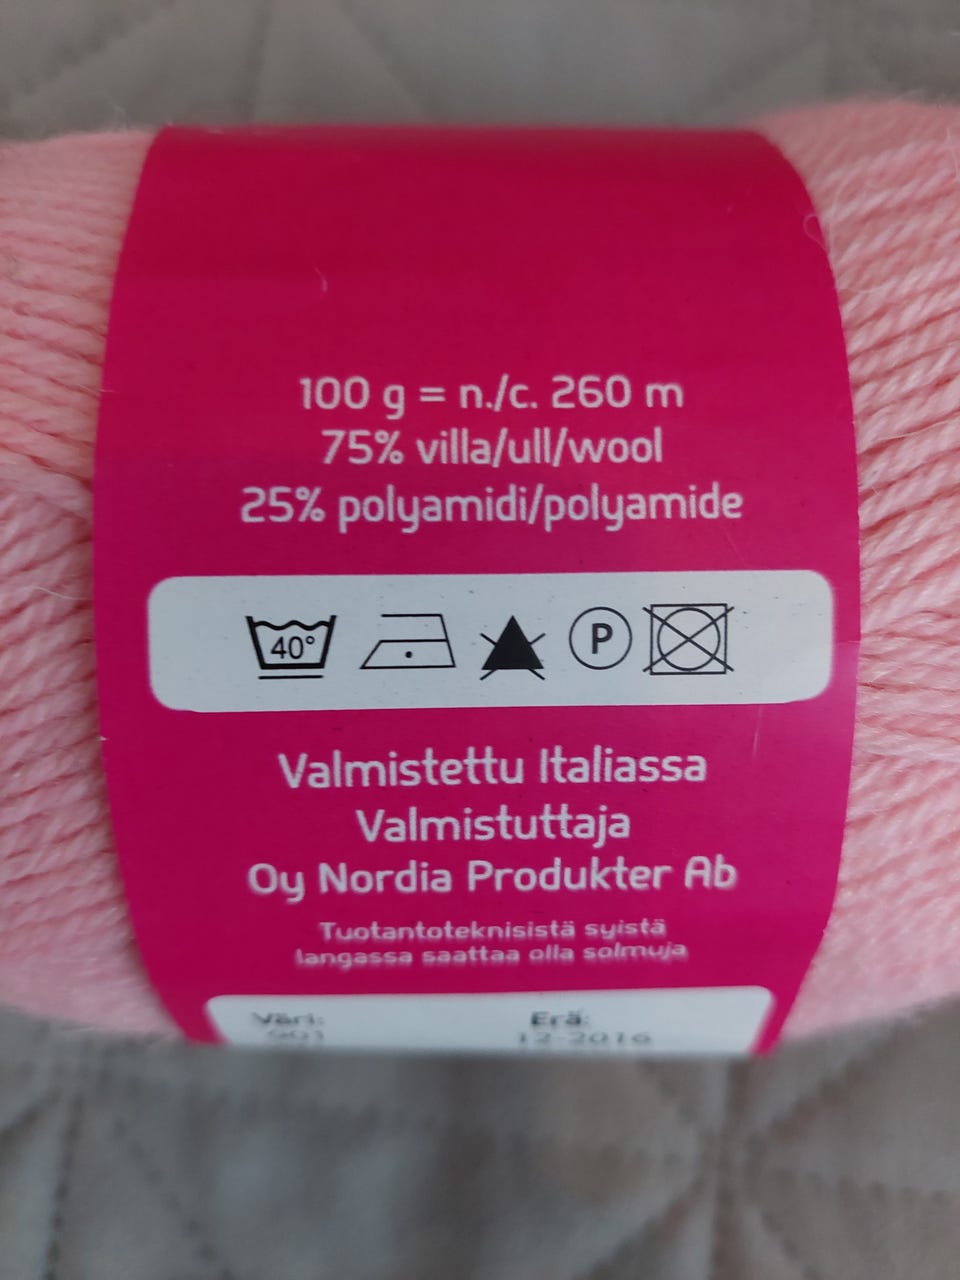 100 g = n./c. 260 m
75% villa/ull/wool
25% polyamidi/polyamide
40° P
Valmistettu Italiassa
Valmistuttaja
Oy Nordia Produkter Ab
Tuotantoteknisistä syistä
langassa saattaa olla solmuja
Väri: Erä:
901 12-2016